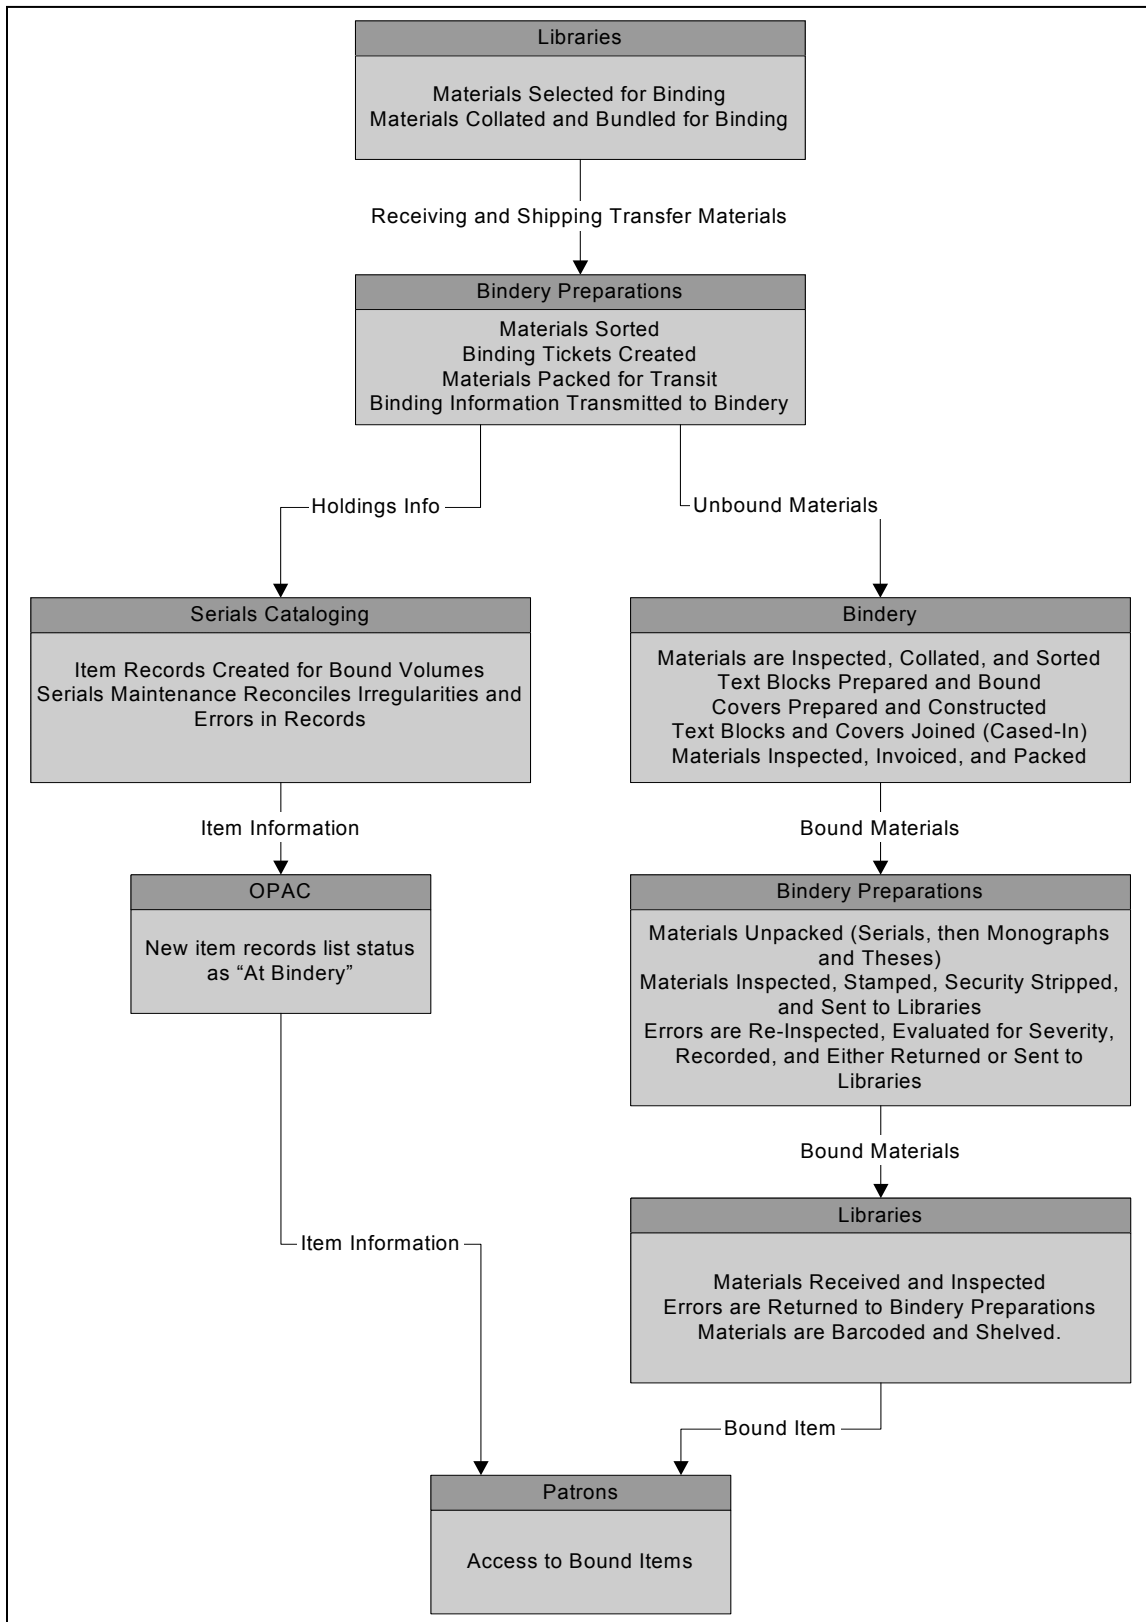 Libraries
Materials Selected for Binding
Materials Collated and Bundled for Binding
Receiving and Shipping Transfer Materials
Bindery Preparations
Materials Sorted
Binding Tickets Created
Materials Packed for Transit
Binding Information Transmitted to Bindery
Holdings Info
Unbound Materials
Serials Cataloging
Item Records Created for Bound Volumes
Serials Maintenance Reconciles Irregularities and
Errors in Records
Bindery
Materials are Inspected, Collated, and Sorted
Text Blocks Prepared and Bound
Covers Prepared and Constructed
Text Blocks and Covers Joined (Cased-In)
Materials Inspected, Invoiced, and Packed
Item Information
Bound Materials
OPAC
New item records list status
as “At Bindery”
Bindery Preparations
Materials Unpacked (Serials, then Monographs
and Theses)
Materials Inspected, Stamped, Security Stripped,
and Sent to Libraries
Errors are Re-Inspected, Evaluated for Severity,
Recorded, and Either Returned or Sent to
Libraries
Bound Materials
Libraries
Materials Received and Inspected
Errors are Returned to Bindery Preparations
Materials are Barcoded and Shelved.
Item Information
Bound Item
Patrons
Access to Bound Items